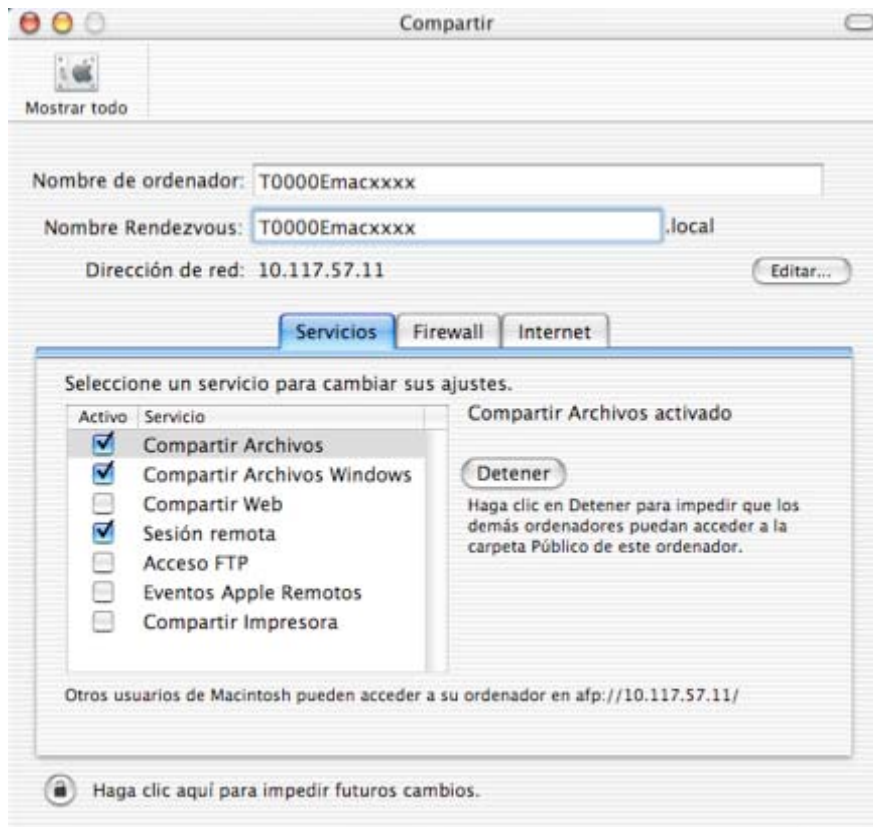 Compartir
Mostrar todo
Nombre de ordenador: T0000Emacxxxx
Nombre Rendezvous: T0000Emacxxxx .local
Dirección de red: 10.117.57.11 Editar...
Servicios Firewall Internet
Seleccione un servicio para cambiar sus ajustes.
Activo Servicio
Compartir Archivos
Compartir Archivos Windows
Compartir Web
Sesión remota
Acceso FTP
Eventos Apple Remotos
Compartir Impresora
Compartir Archivos activado
Detener
Haga clic en Detener para impedir que los
demás ordenadores puedan acceder a la
carpeta Público de este ordenador.
Otros usuarios de Macintosh pueden acceder a su ordenador en afp://10.117.57.11/
Haga clic aquí para impedir futuros cambios.